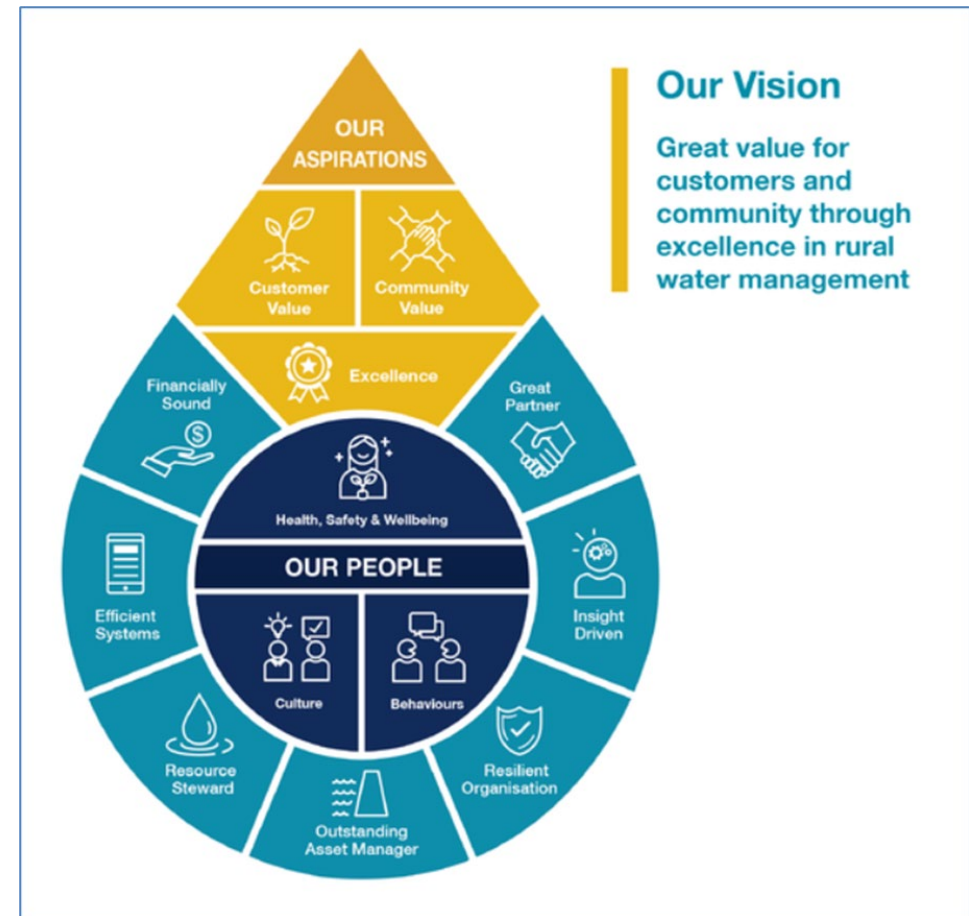 OUR
ASPIRATIONS
Customer
Value
Community
Value
Excellence
Financially
Sound
Great
Partner
Health, Safety & Wellbeing
OUR PEOPLE
Culture
Behaviours
Efficient
Systems
Insight
Driven
Resource
Steward
Resilient
Organisation
Outstanding
Asset Manager
$
Our Vision
Great value for
customers and
community through
excellence in rural
water management